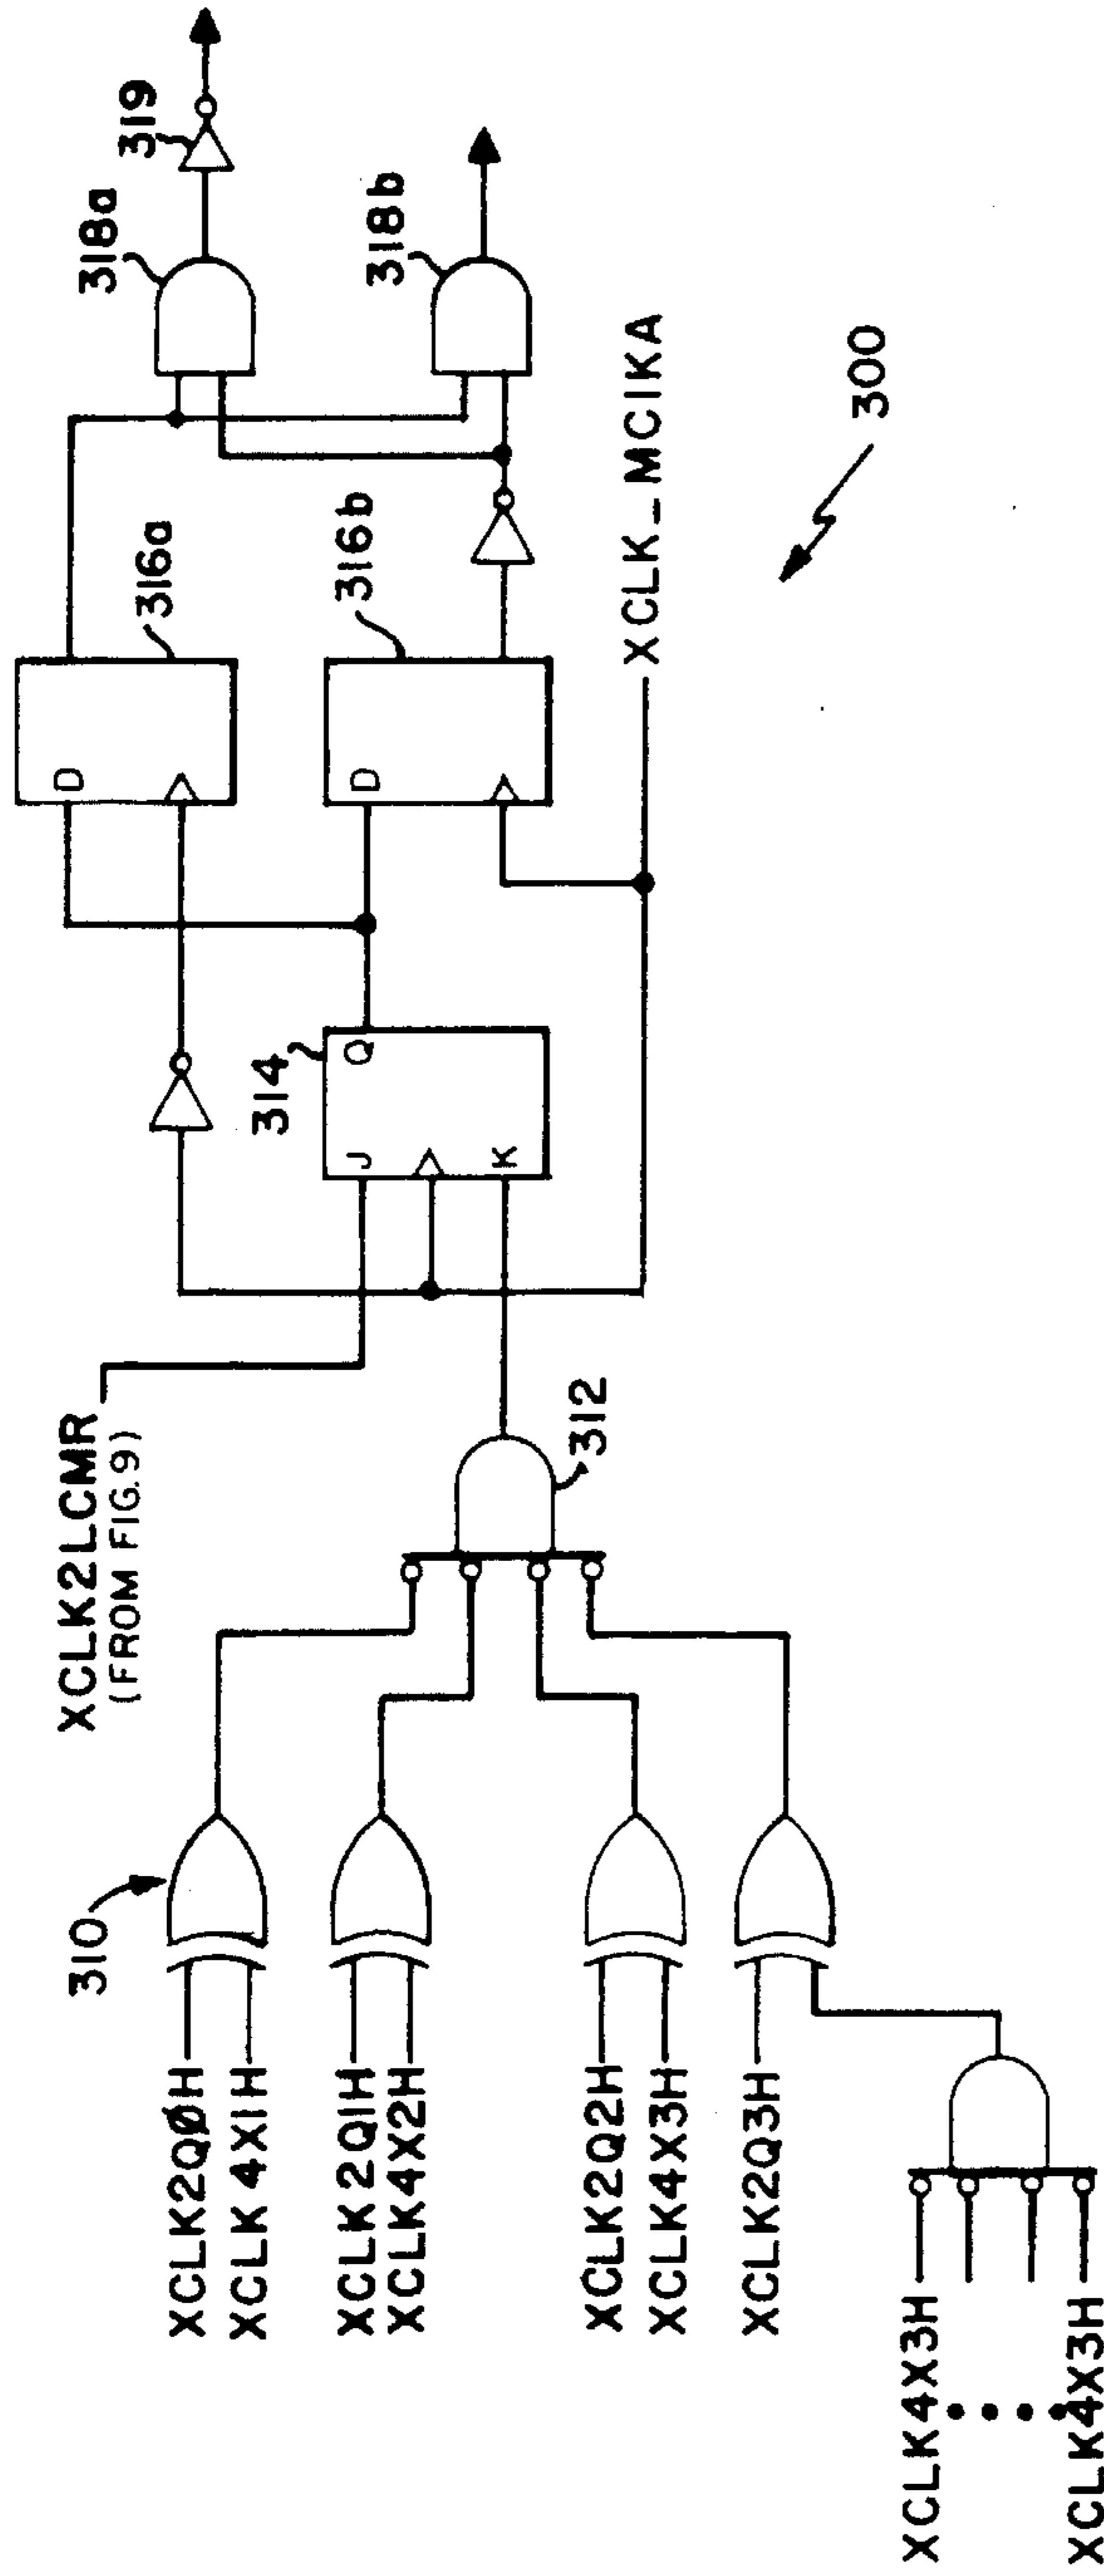 XCLK2QØH
XCLK4X1H
XCLK2Q1H
XCLK4X2H
XCLK2Q2H
XCLK4X3H
XCLK2Q3H
XCLK4X3H
XCLK4X3H
310
312
XCLK2LCMR
(FROM FIG.9)
314
J
K
Q
D
316a
D
316b
318a
319
318b
XCLK_MC1KA
300